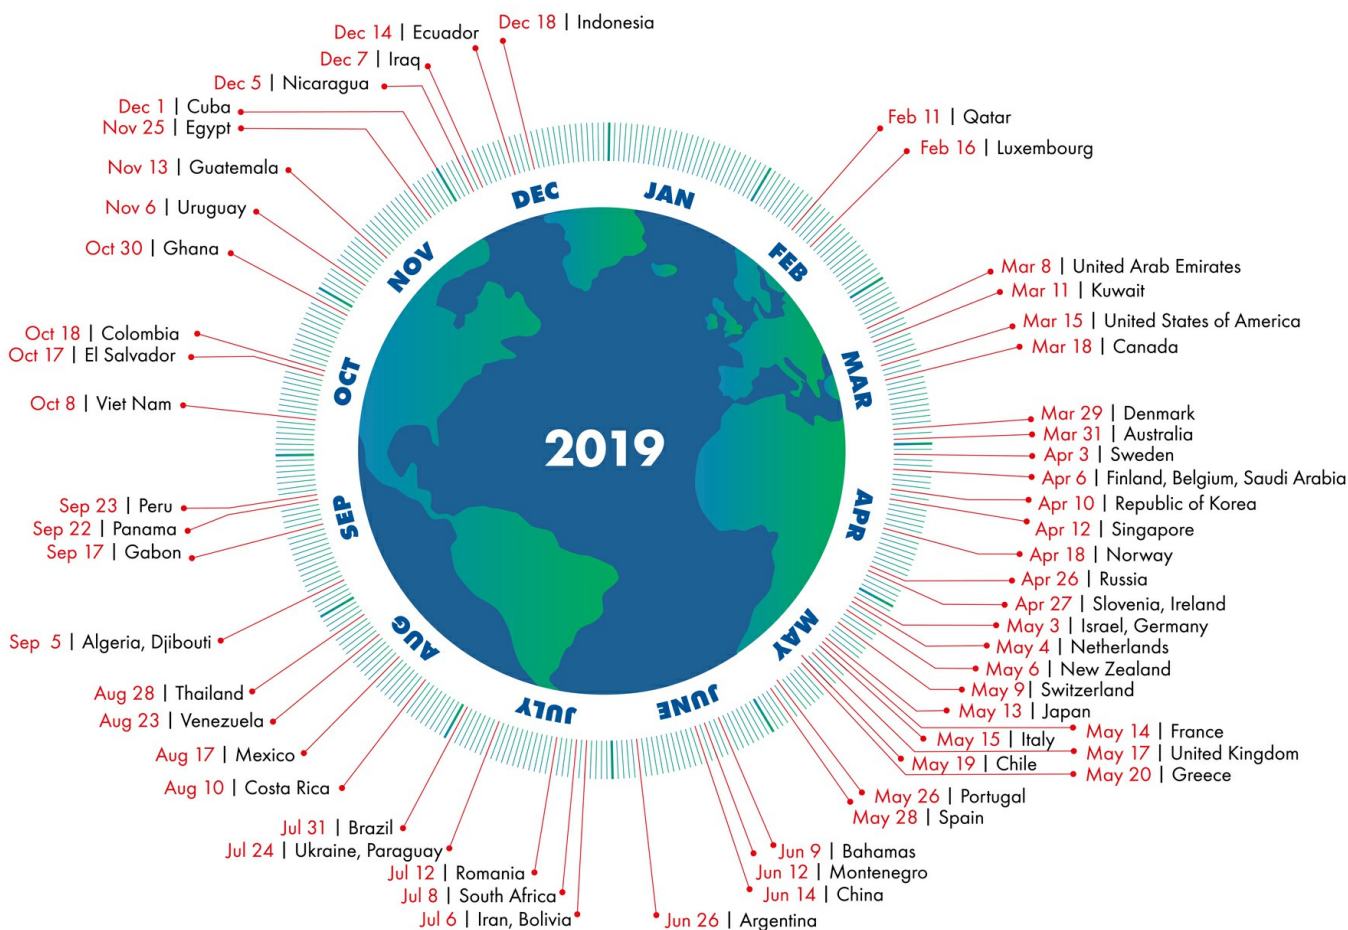 Dec 18 | Indonesia
Dec 14 | Ecuador
Dec 7 | Iraq
Dec 5 | Nicaragua
Dec 1 | Cuba
Nov 25 | Egypt
Nov 13 | Guatemala
Nov 6 | Uruguay
Oct 30 | Ghana
Oct 18 | Colombia
Oct 17 | El Salvador
Oct 8 | Viet Nam
Sep 23 | Peru
Sep 22 | Panama
Sep 17 | Gabon
Sep 5 | Algeria, Djibouti
Aug 28 | Thailand
Aug 23 | Venezuela
Aug 17 | Mexico
Aug 10 | Costa Rica
Jul 31 | Brazil
Jul 24 | Ukraine, Paraguay
Jul 12 | Romania
Jul 8 | South Africa
Jul 6 | Iran, Bolivia
Feb 11 | Qatar
Feb 16 | Luxembourg
Mar 8 | United Arab Emirates
Mar 11 | Kuwait
Mar 15 | United States of America
Mar 18 | Canada
Mar 29 | Denmark
Mar 31 | Australia
Apr 3 | Sweden
Apr 6 | Finland, Belgium, Saudi Arabia
Apr 10 | Republic of Korea
Apr 12 | Singapore
Apr 18 | Norway
Apr 26 | Russia
Apr 27 | Slovenia, Ireland
May 3 | Israel, Germany
May 4 | Netherlands
May 6 | New Zealand
May 9 | Switzerland
May 13 | Japan
May 14 | France
May 15 | Italy
May 17 | United Kingdom
May 19 | Chile
May 20 | Greece
May 26 | Portugal
May 28 | Spain
Jun 9 | Bahamas
Jun 12 | Montenegro
Jun 14 | China
Jun 26 | Argentina
JAN
FEB
MAR
APR
MAY
JUNE
JULY
AUG
SEP
OCT
NOV
DEC
2019